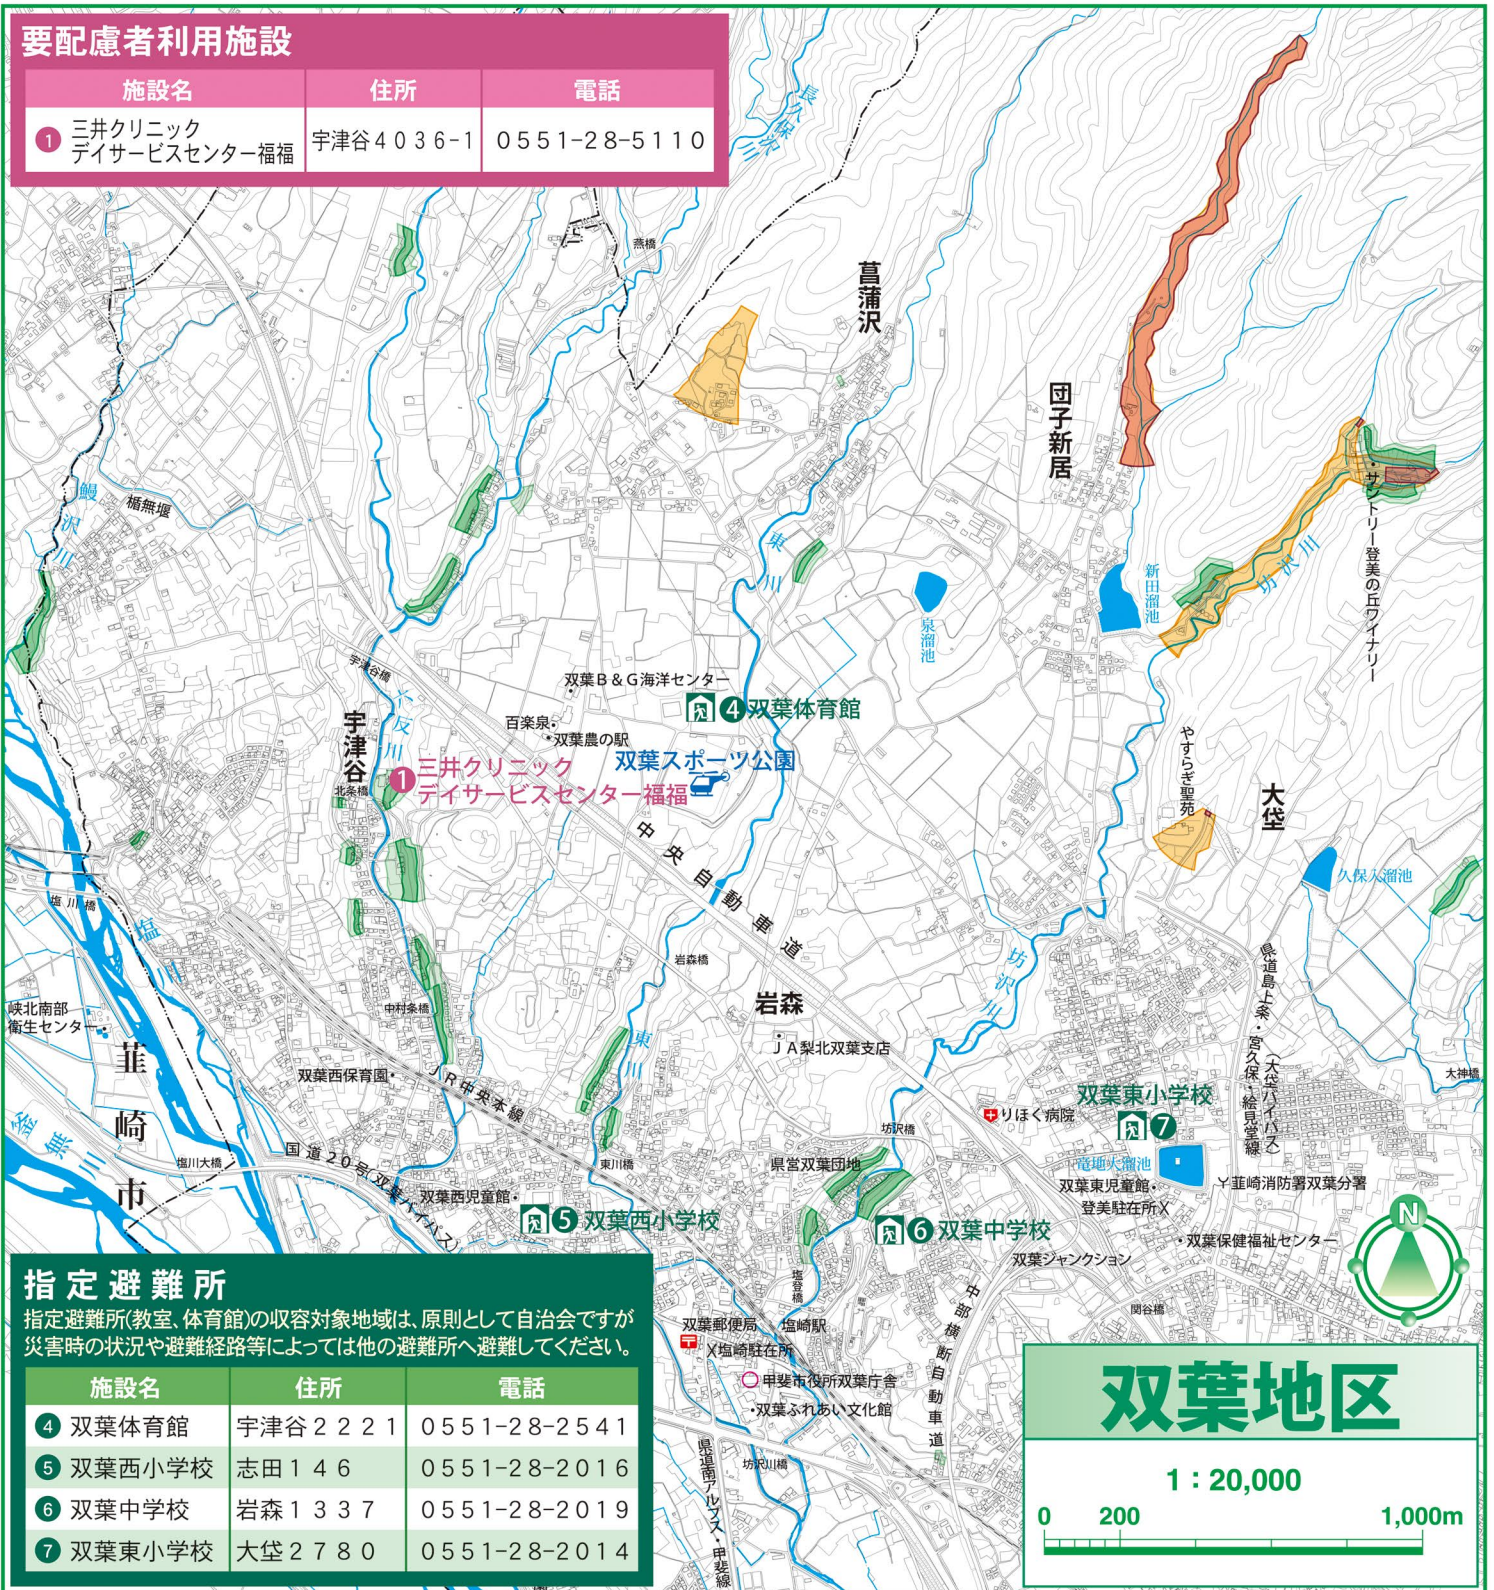 要配慮者利用施設
施設名 住所 電話
1 三井クリニック
デイサービスセンター福福 宇津谷4036-1 0551-28-5110
長久保沢川
燕橋
菖蒲沢
団子新居
鰻沢川
楯無堰
サントリー登美の丘ワイナリー
坊沢川
東川
新田溜池
泉溜池
宇津谷橋
六反川
双葉B&G海洋センター
4 双葉体育館
百楽泉
双葉農の駅
宇津谷
北条橋
1 三井クリニック
デイサービスセンター福福
双葉スポーツ公園
やすらぎ聖苑
大垈
中央自動車道
久保入溜池
塩川橋
塩川
岩森橋
坊沢川
県道島上条・宮久保・絵見堂線
(大垈バイパス)
岩森
中村条橋
峡北南部
衛生センター
JA梨北双葉支店
東川
韮崎市
双葉西保育園
JR中央本線
大神橋
双葉東小学校
7
りほく病院
釜無川
坊沢橋
国道20号(双葉バイパス)
塩川大橋
東川橋
県営双葉団地
竜地大溜池
双葉東児童館
韮崎消防署双葉分署
登美駐在所
双葉西児童館
5 双葉西小学校
6 双葉中学校
双葉保健福祉センター
双葉ジャンクション
N
塩登橋
中部横断自動車道
関谷橋
双葉郵便局
塩崎駅
塩崎駐在所
甲斐市役所双葉庁舎
双葉ふれあい文化館
坊沢川橋
県道南アルプス・甲斐線
指定避難所
指定避難所(教室、体育館)の収容対象地域は、原則として自治会ですが
災害時の状況や避難経路等によっては他の避難所へ避難してください。
施設名 住所 電話
4 双葉体育館 宇津谷2221 0551-28-2541
5 双葉西小学校 志田146 0551-28-2016
6 双葉中学校 岩森1337 0551-28-2019
7 双葉東小学校 大垈2780 0551-28-2014
双葉地区
1:20,000
0 200 1,000m